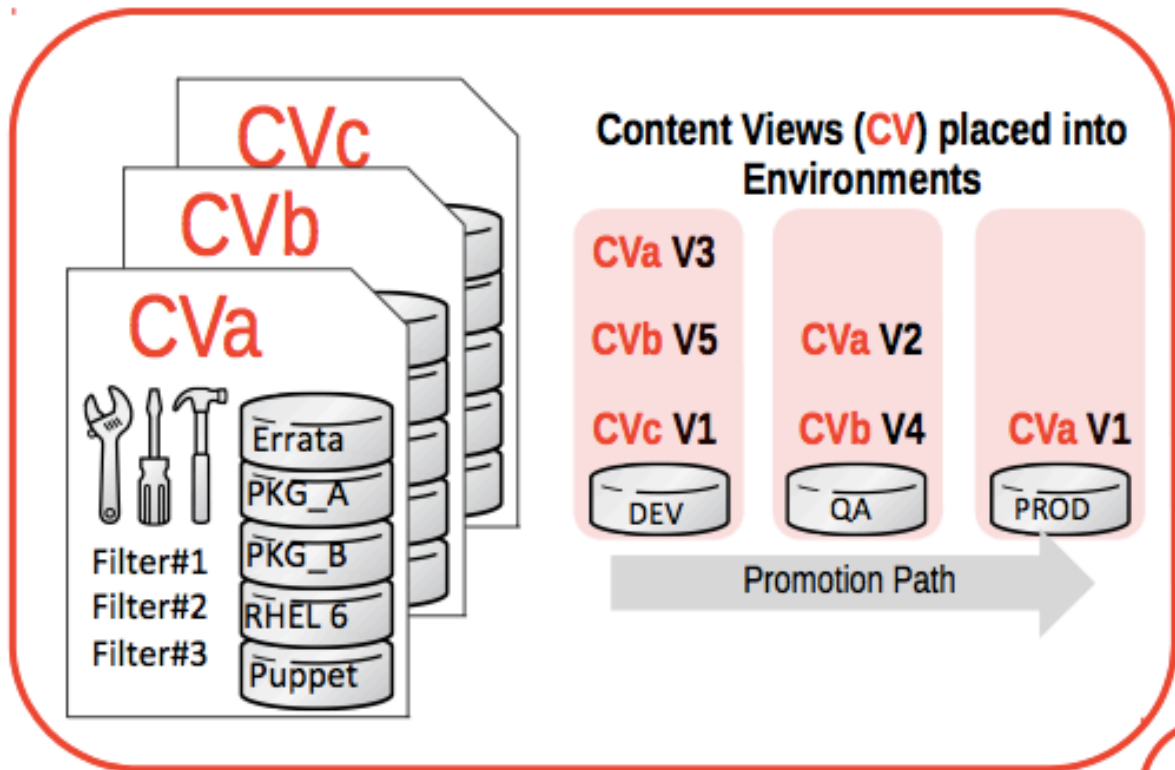 CVc
CVb
CVa
Errata
PKG_A
PKG_B
RHEL 6
Puppet
Filter#1
Filter#2
Filter#3
Content Views (CV) placed into
Environments
CVa V3
CVb V5
CVc V1
DEV
CVa V2
CVb V4
QA
CVa V1
PROD
Promotion Path